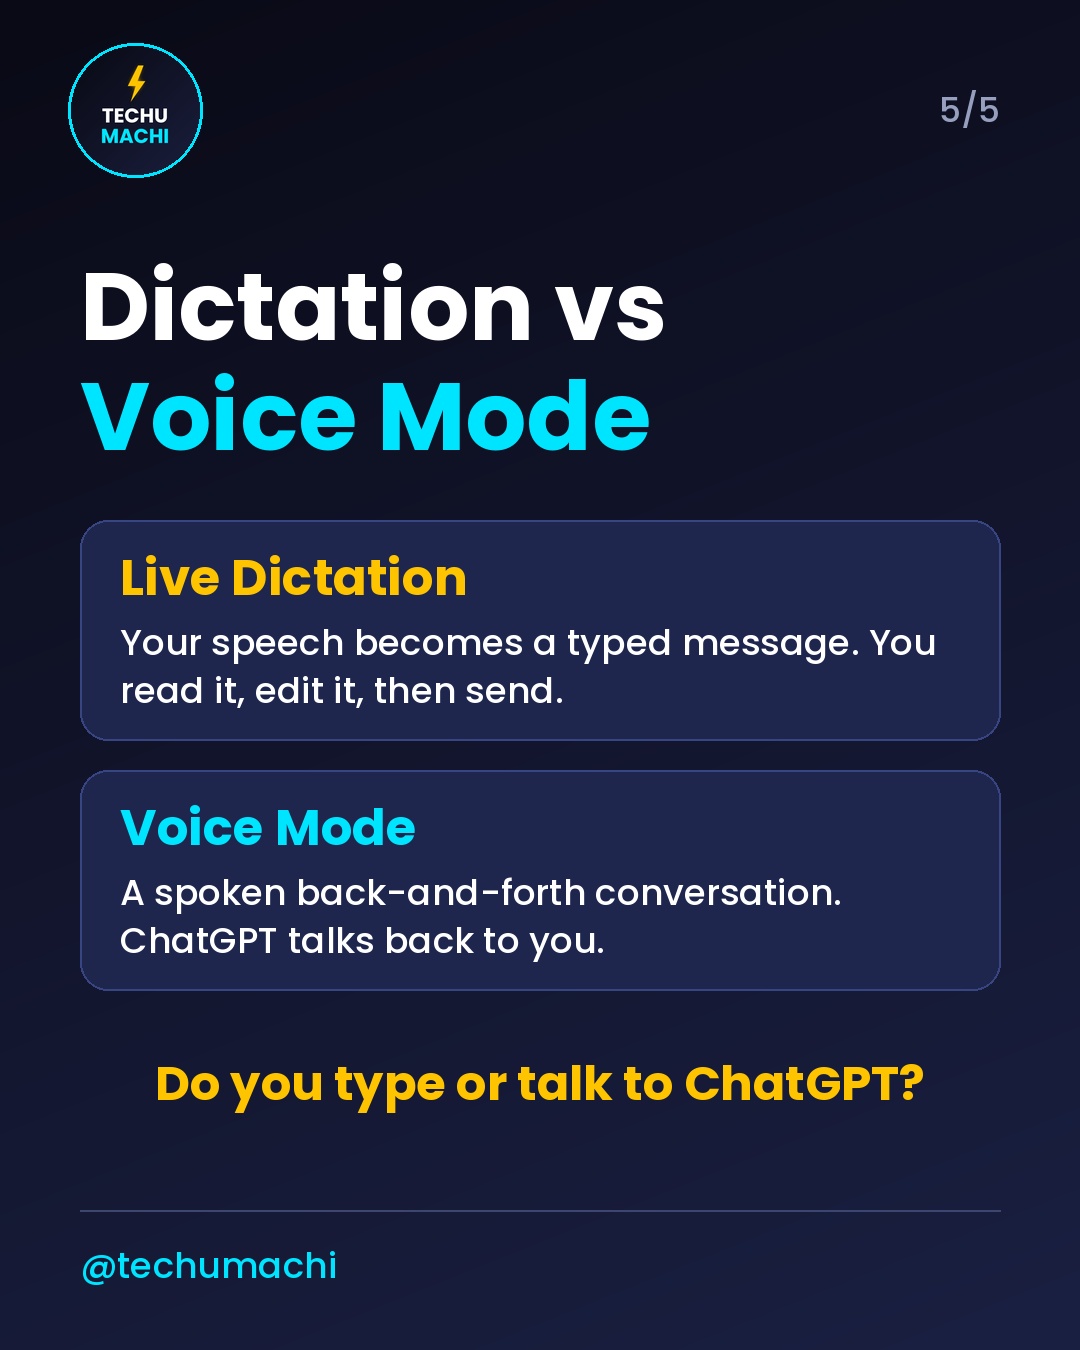 TECHU
MACHI
5/5
Dictation vs
Voice Mode
Live Dictation
Your speech becomes a typed message. You
read it, edit it, then send.
Voice Mode
A spoken back-and-forth conversation.
ChatGPT talks back to you.
Do you type or talk to ChatGPT?
@techumachi